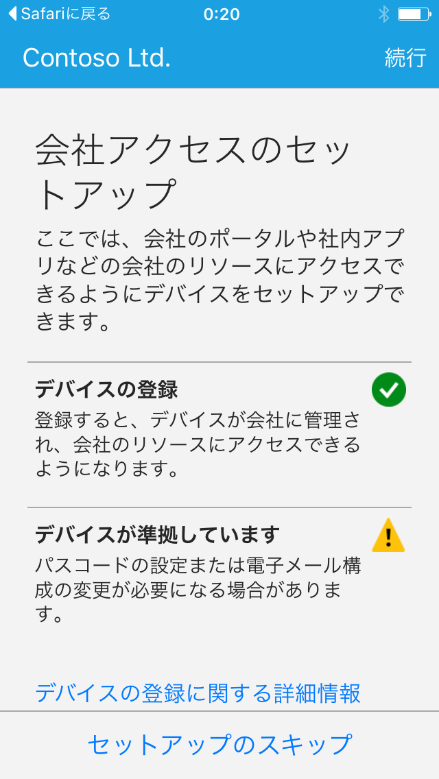 Safariに戻る
0:20
Contoso Ltd.
続行
会社アクセスのセッ
トアップ
ここでは、会社のポータルや社内アプ
リなどの会社のリソースにアクセスで
きるようにデバイスをセットアップで
きます。
デバイスの登録
登録すると、デバイスが会社に管理さ
れ、会社のリソースにアクセスできる
ようになります。
デバイスが準拠しています
パスコードの設定または電子メール構
成の変更が必要になる場合がありま
す。
デバイスの登録に関する詳細情報
セットアップのスキップ